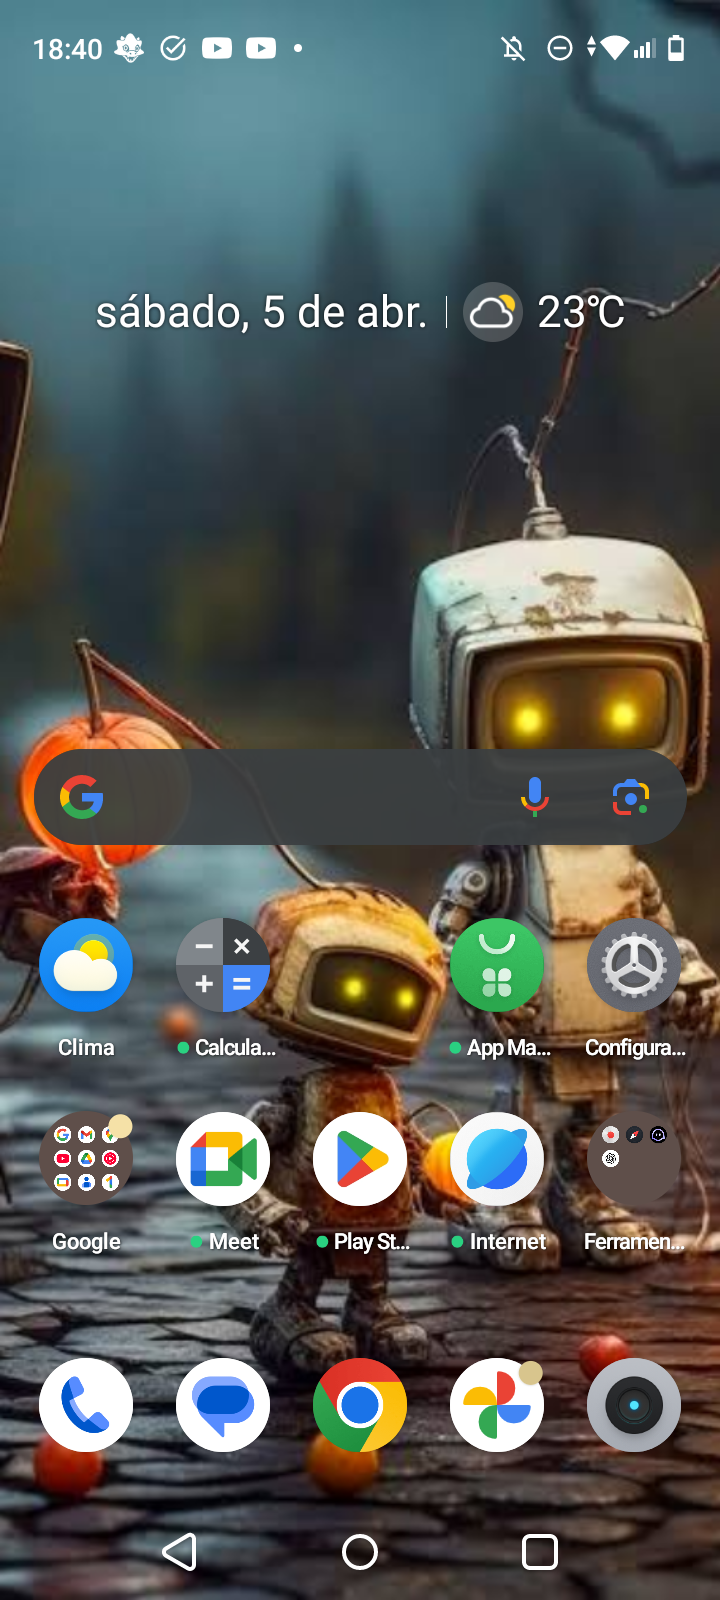 18:40
sábado, 5 de abr. 23°C
Clima Calcula... App Ma... Configura...
Google Meet Play St... Internet Ferramen...